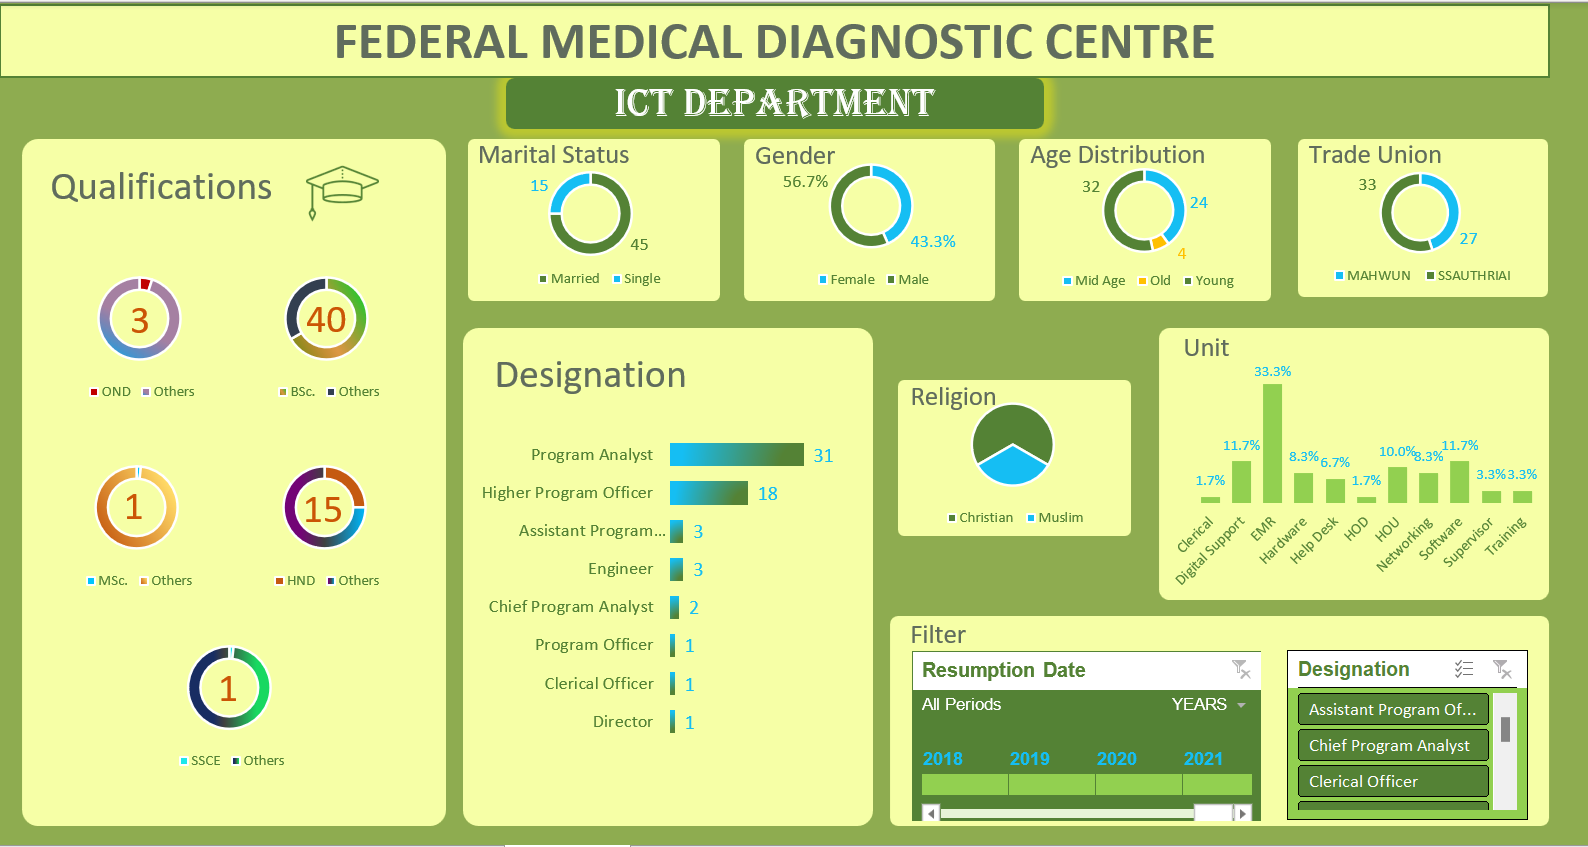 FEDERAL MEDICAL DIAGNOSTIC CENTRE
ICT DEPARTMENT
Qualifications
3
OND Others
40
BSc. Others
1
MSc. Others
15
HND Others
1
SSCE Others
Marital Status
15
45
Married Single
Gender
56.7%
43.3%
Female Male
Age Distribution
32
24
4
Mid Age Old Young
Trade Union
33
27
MAHWUN SSAUTHRIAI
Designation
Program Analyst 31
Higher Program Officer 18
Assistant Program... 3
Engineer 3
Chief Program Analyst 2
Program Officer 1
Clerical Officer 1
Director 1
Religion
Christian Muslim
Unit
1.7% 11.7% 33.3% 8.3% 6.7% 1.7% 10.0% 8.3% 11.7% 3.3% 3.3%
Clerical Digital Support EMR Hardware Help Desk HOD HOU Networking Software Supervisor Training
Filter
Resumption Date
All Periods YEARS
2018 2019 2020 2021
Designation
Assistant Program Of...
Chief Program Analyst
Clerical Officer